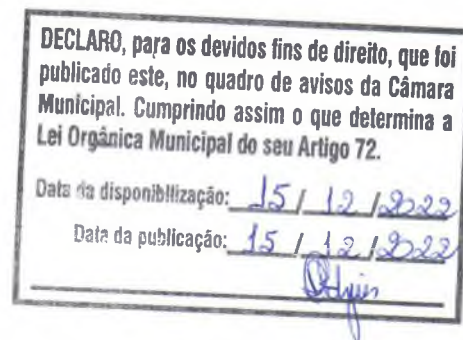 DECLARO, para os devidos fins de direito, que foi
publicado este, no quadro de avisos da Câmara
Municipal. Cumprindo assim o que determina a
Lei Orgânica Municipal do seu Artigo 72.
Data da disponibilização: 15 / 12 / 2022
Data da publicação: 15 / 12 / 2022